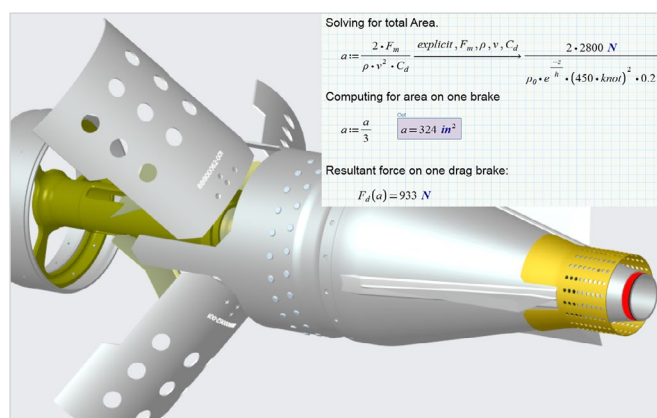 Solving for total Area.
a := 2 • F_m / ρ • v² • C_d explicit , F_m , ρ , v , C_d → 2 • 2800 N / ρ₀ • e^(-z/h) • (450 • knot)² • 0.2
Computing for area on one brake
a := a / 3 a = 324 in²
Resultant force on one drag brake:
F_d (a) = 933 N